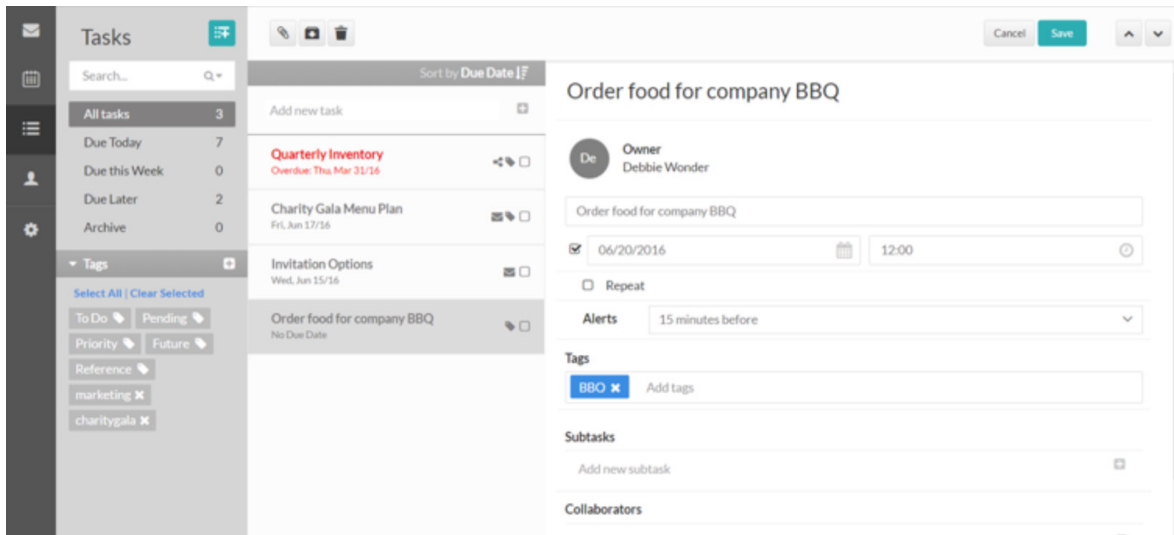 Tasks
Search...
All tasks 3
Due Today 7
Due this Week 0
Due Later 2
Archive 0
Tags
Select All | Clear Selected
To Do Pending
Priority Future
Reference
marketing
charitygala
Sort by Due Date
Add new task
Quarterly Inventory
Overdue: Thu, Mar 31/16
Charity Gala Menu Plan
Fri, Jun 17/16
Invitation Options
Wed, Jun 15/16
Order food for company BBQ
No Due Date
Cancel Save
Order food for company BBQ
De
Owner
Debbie Wonder
Order food for company BBQ
06/20/2016 12:00
Repeat
Alerts 15 minutes before
Tags
BBQ Add tags
Subtasks
Add new subtask
Collaborators